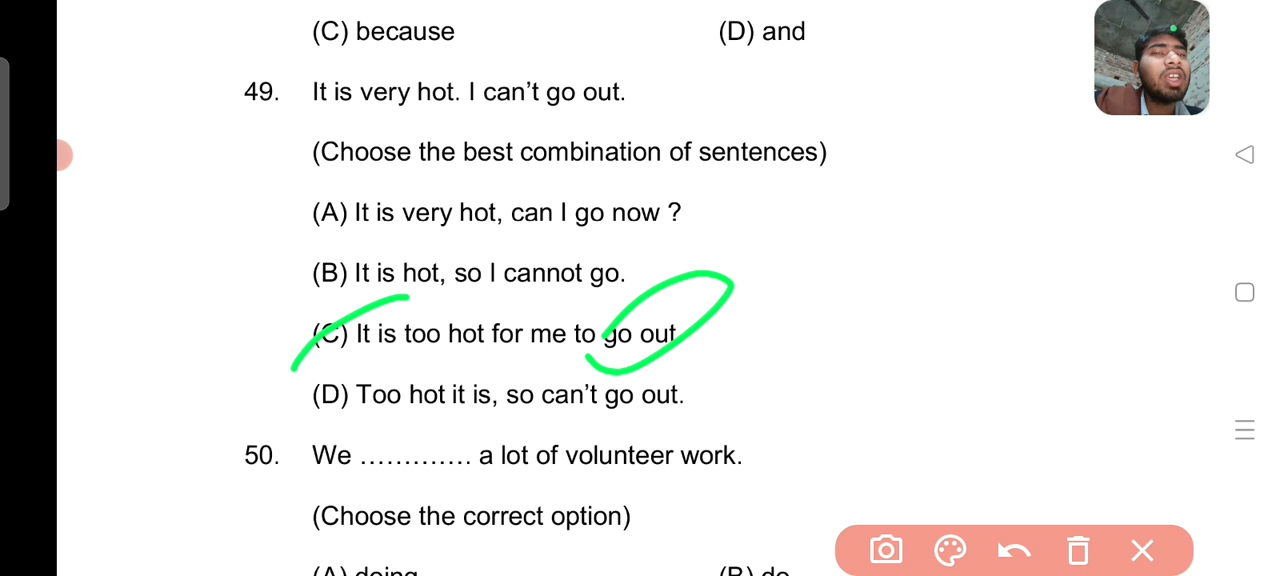 (C) because (D) and
49. It is very hot. I can't go out.
(Choose the best combination of sentences)
(A) It is very hot, can I go now ?
(B) It is hot, so I cannot go.
(C) It is too hot for me to go out
(D) Too hot it is, so can't go out.
50. We ............. a lot of volunteer work.
(Choose the correct option)
(A) doing (B) do